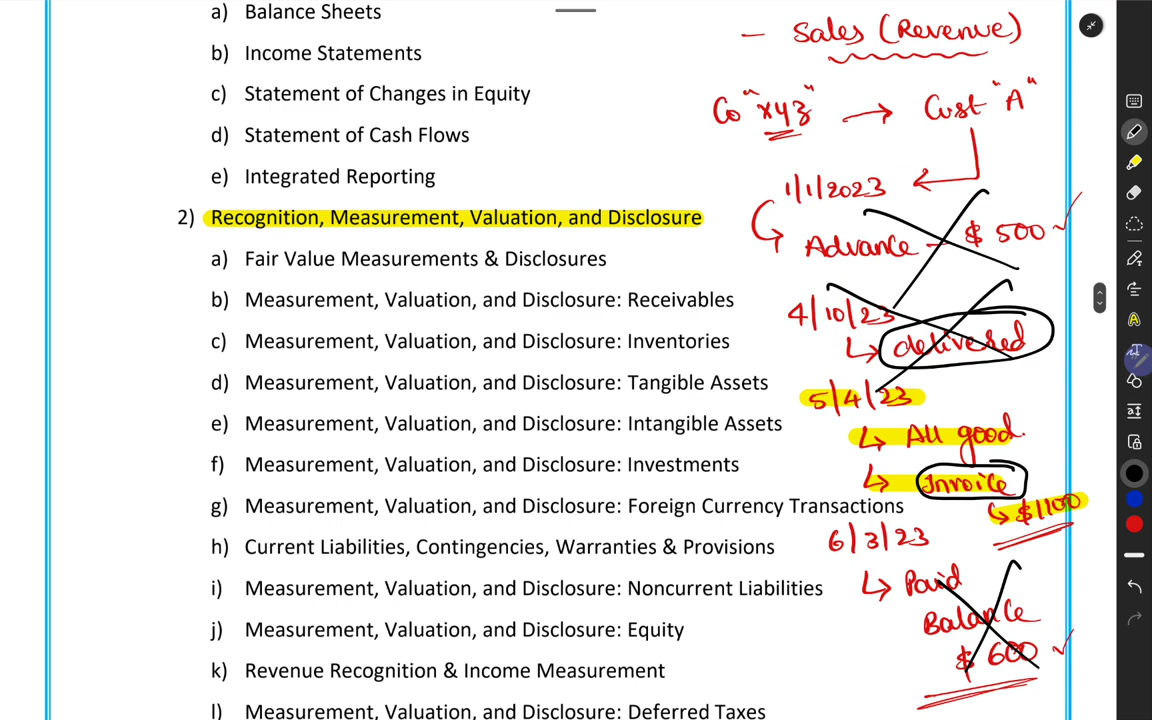 a) Balance Sheets
b) Income Statements
c) Statement of Changes in Equity
d) Statement of Cash Flows
e) Integrated Reporting
2) Recognition, Measurement, Valuation, and Disclosure
a) Fair Value Measurements & Disclosures
b) Measurement, Valuation, and Disclosure: Receivables
c) Measurement, Valuation, and Disclosure: Inventories
d) Measurement, Valuation, and Disclosure: Tangible Assets
e) Measurement, Valuation, and Disclosure: Intangible Assets
f) Measurement, Valuation, and Disclosure: Investments
g) Measurement, Valuation, and Disclosure: Foreign Currency Transactions
h) Current Liabilities, Contingencies, Warranties & Provisions
i) Measurement, Valuation, and Disclosure: Noncurrent Liabilities
j) Measurement, Valuation, and Disclosure: Equity
k) Revenue Recognition & Income Measurement
l) Measurement, Valuation, and Disclosure: Deferred Taxes
- Sales (Revenue)
Co "xyz" → Cust "A"
1/1/2023
Advance - $ 500 ✓
4/10/23
↳ delivered
5/4/23
↳ All good.
↳ Invoice
↳ $1100
6/3/23
↳ Paid
Balance
$ 600 ✓